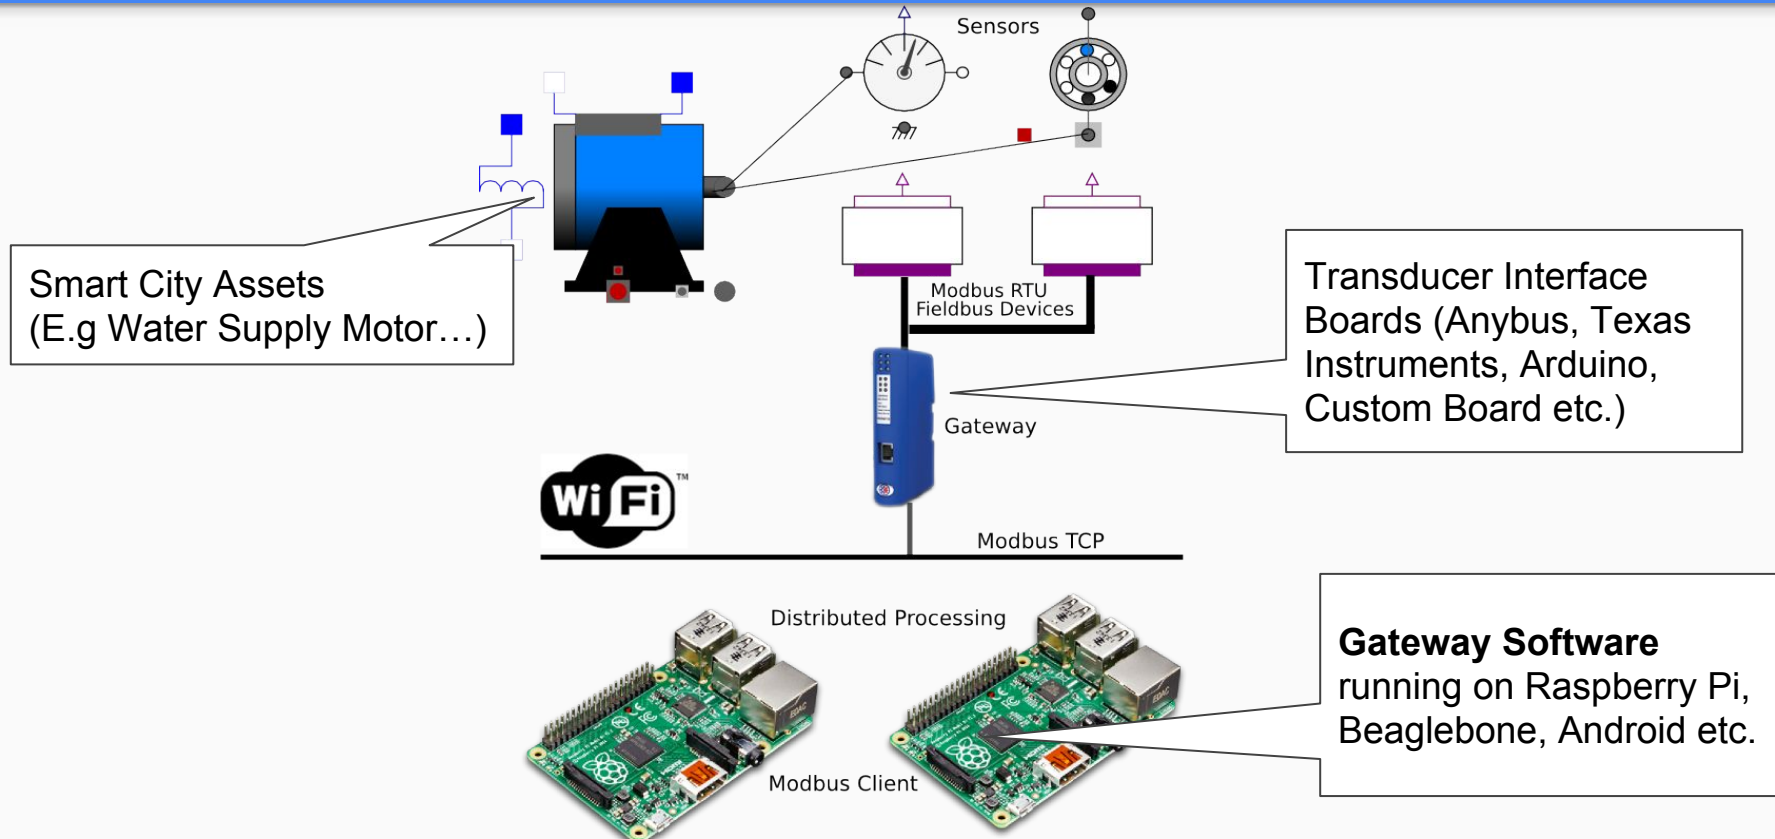 Sensors
Smart City Assets
(E.g Water Supply Motor…)
Modbus RTU
Fieldbus Devices
Transducer Interface
Boards (Anybus, Texas
Instruments, Arduino,
Custom Board etc.)
Gateway
Wi Fi ™
Modbus TCP
Distributed Processing
Gateway Software
running on Raspberry Pi,
Beaglebone, Android etc.
Modbus Client